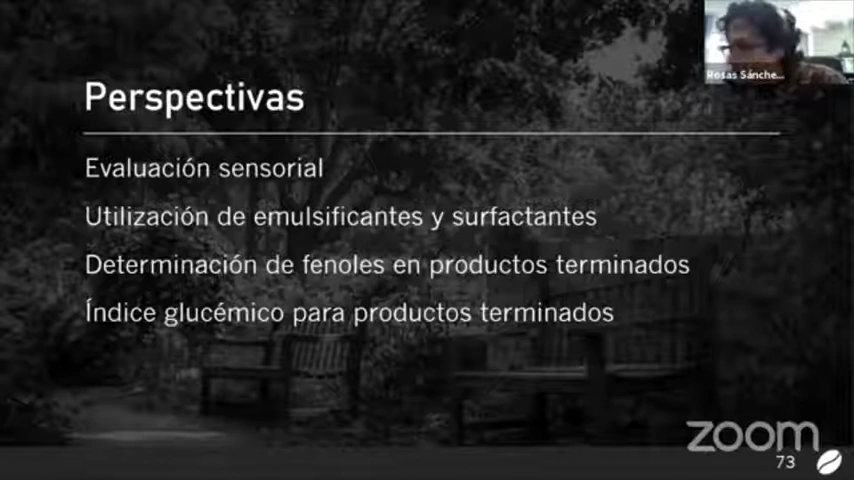 Rosas Sánche...
Perspectivas
Evaluación sensorial
Utilización de emulsificantes y surfactantes
Determinación de fenoles en productos terminados
Índice glucémico para productos terminados
zoom
73